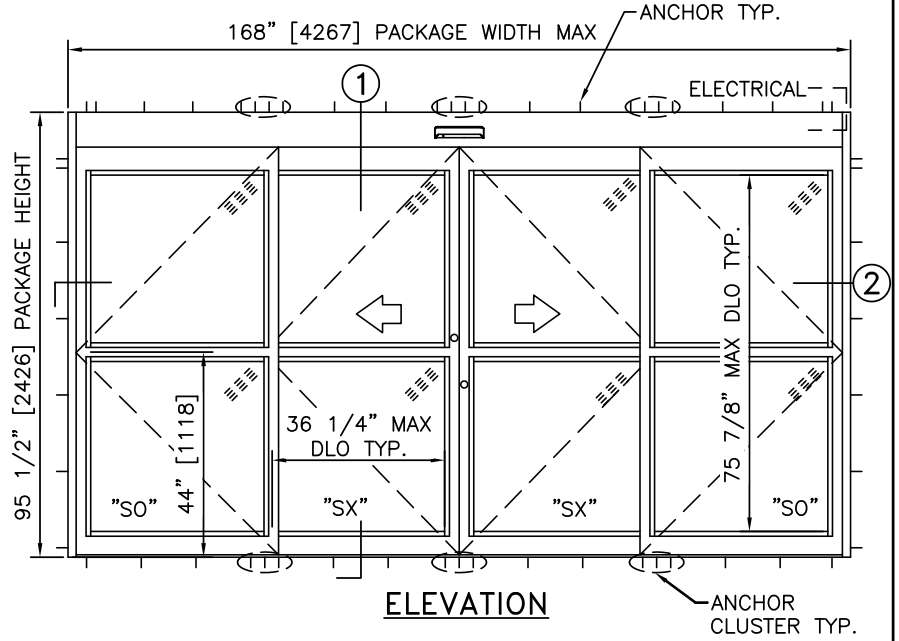 ANCHOR TYP.
168” [4267] PACKAGE WIDTH MAX
1
ELECTRICAL
95 1/2” [2426] PACKAGE HEIGHT
75 7/8” MAX DLO TYP.
2
44” [1118]
36 1/4” MAX
DLO TYP.
”SO”
”SX”
”SX”
”SO”
ELEVATION
ANCHOR
CLUSTER TYP.